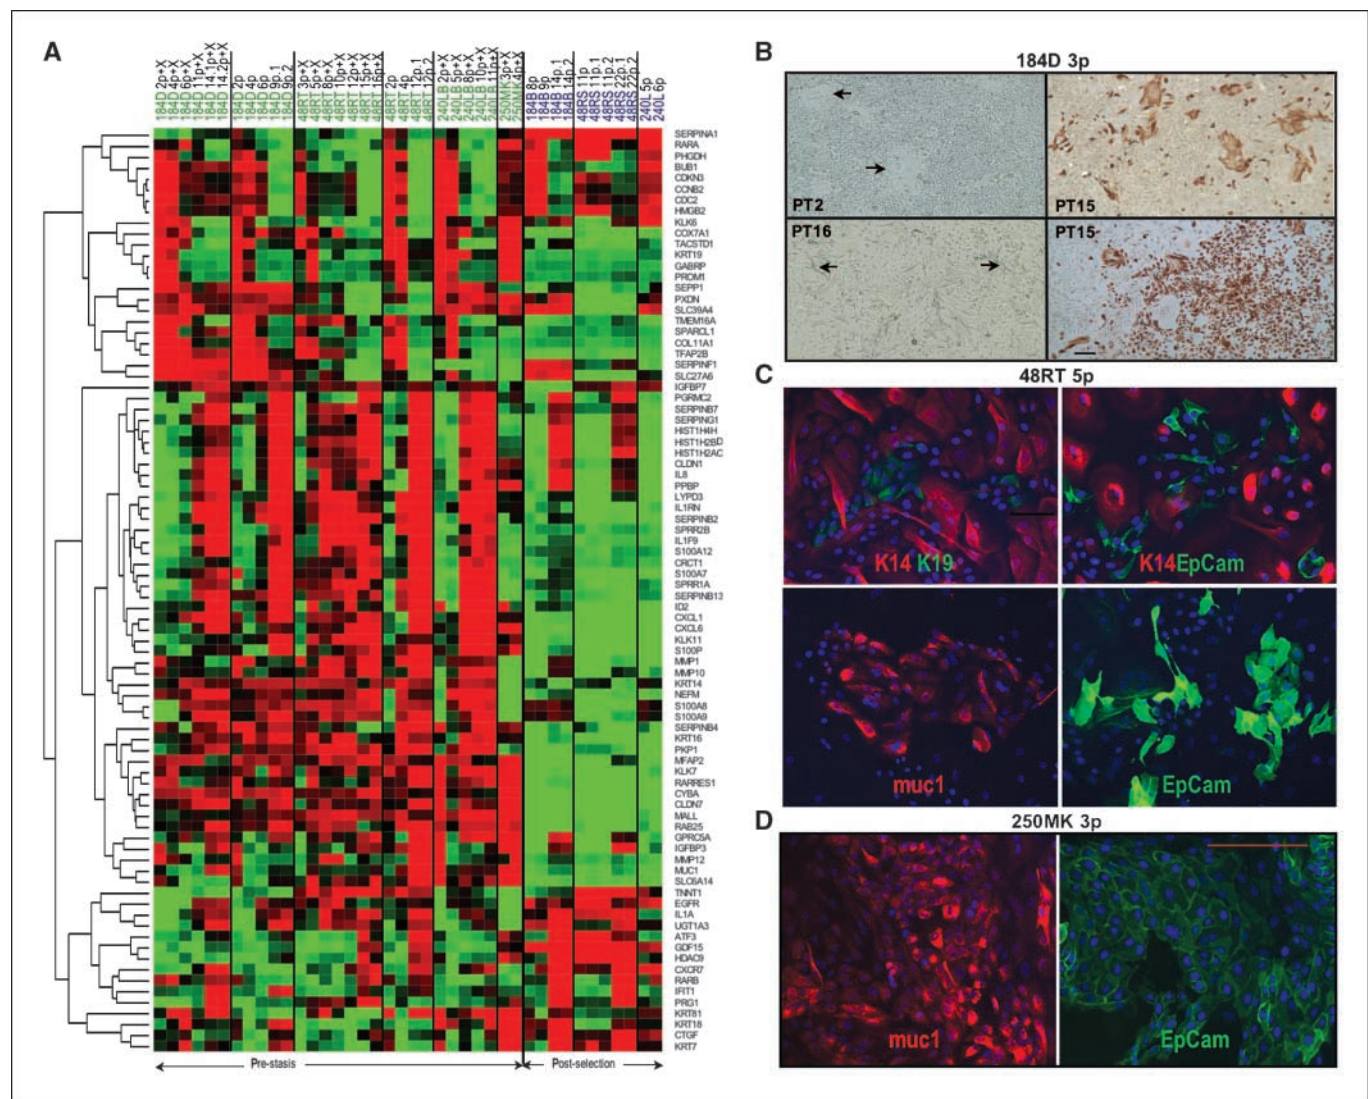 A
184D 2p+X
184D 4p+X
184D 6p+X
184D 11p+X
184D 14.1p+X
184D 14.2p+X
184D 2p
184D 4p
184D 6p
184D 9p.1
184D 9p.2
48RT 3p+X
48RT 5p+X
48RT 8p+X
48RT 10p+X
48RT 12p+X
48RT 15p+X
48RT 16p+X
48RT 2p
48RT 4p
48RT 12p.1
48RT 12p.2
240LB 2p+X
240LB 5p+X
240LB 8p+X
240LB 10p+X
240LB 11p+X
250MK 3p+X
250MK 4p+X
184B 8p
184B 9p
184B 14p.1
184B 14p.2
48RS 11p
48RS 11p.1
48RS 11p.2
48RS 22p.1
48RS 22p.2
240L 5p
240L 6p
SERPINA1
RARA
PHGDH
BUB1
CDKN3
CCNB2
CDC2
HMGB2
KLK6
COX7A1
TACSTD1
KRT19
GABRP
PROM1
SEPP1
PXDN
SLC39A4
TMEM16A
SPARCL1
COL11A1
TFAP2B
SERPINF1
SLC27A6
IGFBP7
PGRMC2
SERPINB7
SERPING1
HIST1H4H
HIST1H2BD
HIST1H2AC
CLDN1
IL8
PPBP
LYPD3
IL1RN
SERPINB2
SPRR2B
IL1F9
S100A12
CRCT1
S100A7
SPRR1A
SERPINB13
ID2
CXCL1
CXCL6
KLK11
S100P
MMP1
MMP10
KRT14
NEFM
S100A8
S100A9
SERPINB4
KRT16
PKP1
MFAP2
KLK7
RARRES1
CYBA
CLDN7
MALL
RAB25
GPRC5A
IGFBP3
MMP12
MUC1
SLC6A14
TNNT1
EGFR
IL1A
UGT1A3
ATF3
GDF15
HDAC9
CXCR7
RARB
IFIT1
PRG1
KRT81
KRT18
CTGF
KRT7
Pre-stasis
Post-selection
B
184D 3p
PT2
PT15
PT16
PT15
C
48RT 5p
K14 K19
K14EpCam
muc1
EpCam
D
250MK 3p
muc1
EpCam